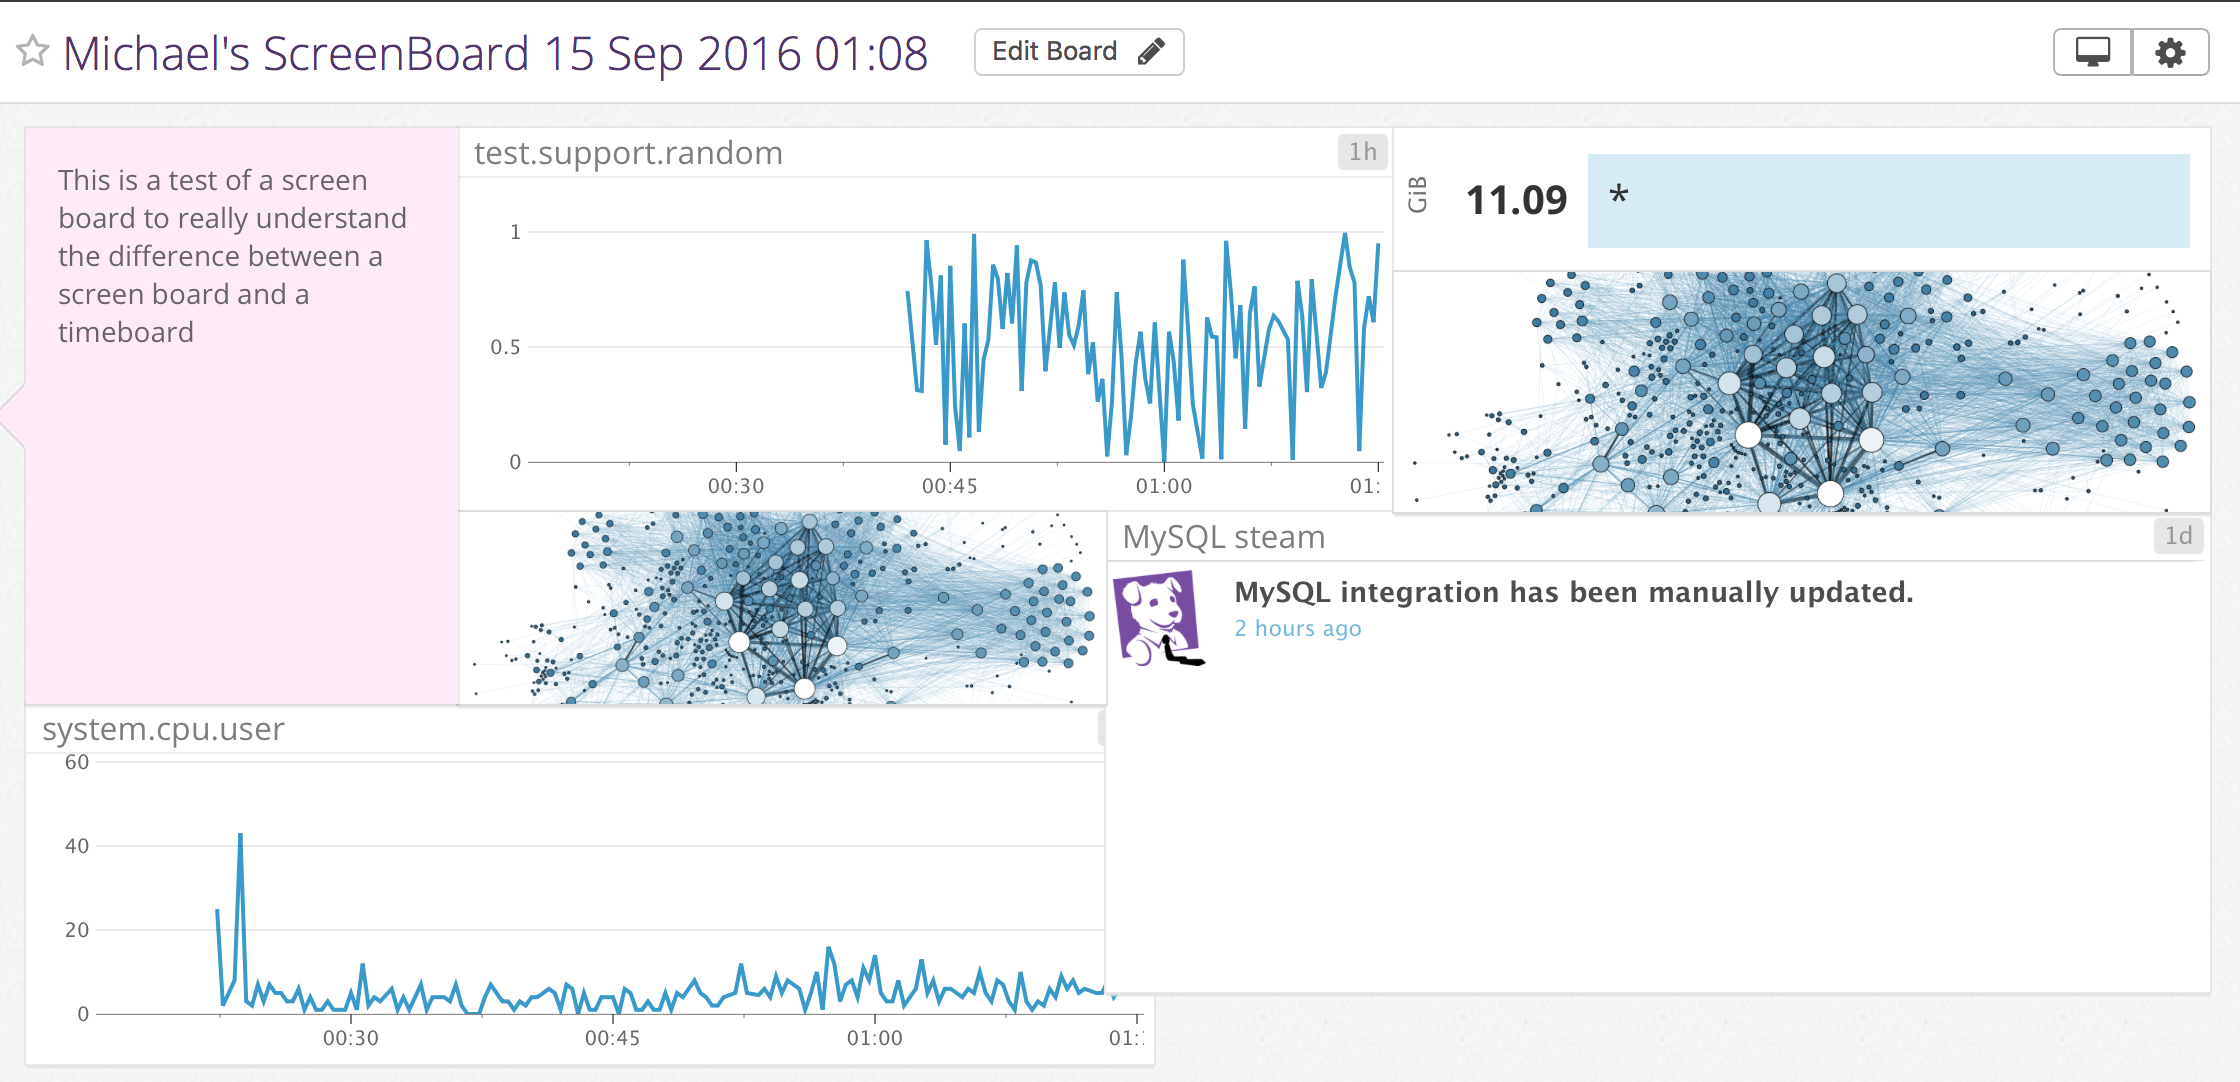 Michael's ScreenBoard 15 Sep 2016 01:08
Edit Board
This is a test of a screen
board to really understand
the difference between a
screen board and a
timeboard
test.support.random
1h
1
0.5
0
00:30
00:45
01:00
01:
GiB
11.09
*
MySQL steam
1d
MySQL integration has been manually updated.
2 hours ago
system.cpu.user
60
40
20
0
00:30
00:45
01:00
01: